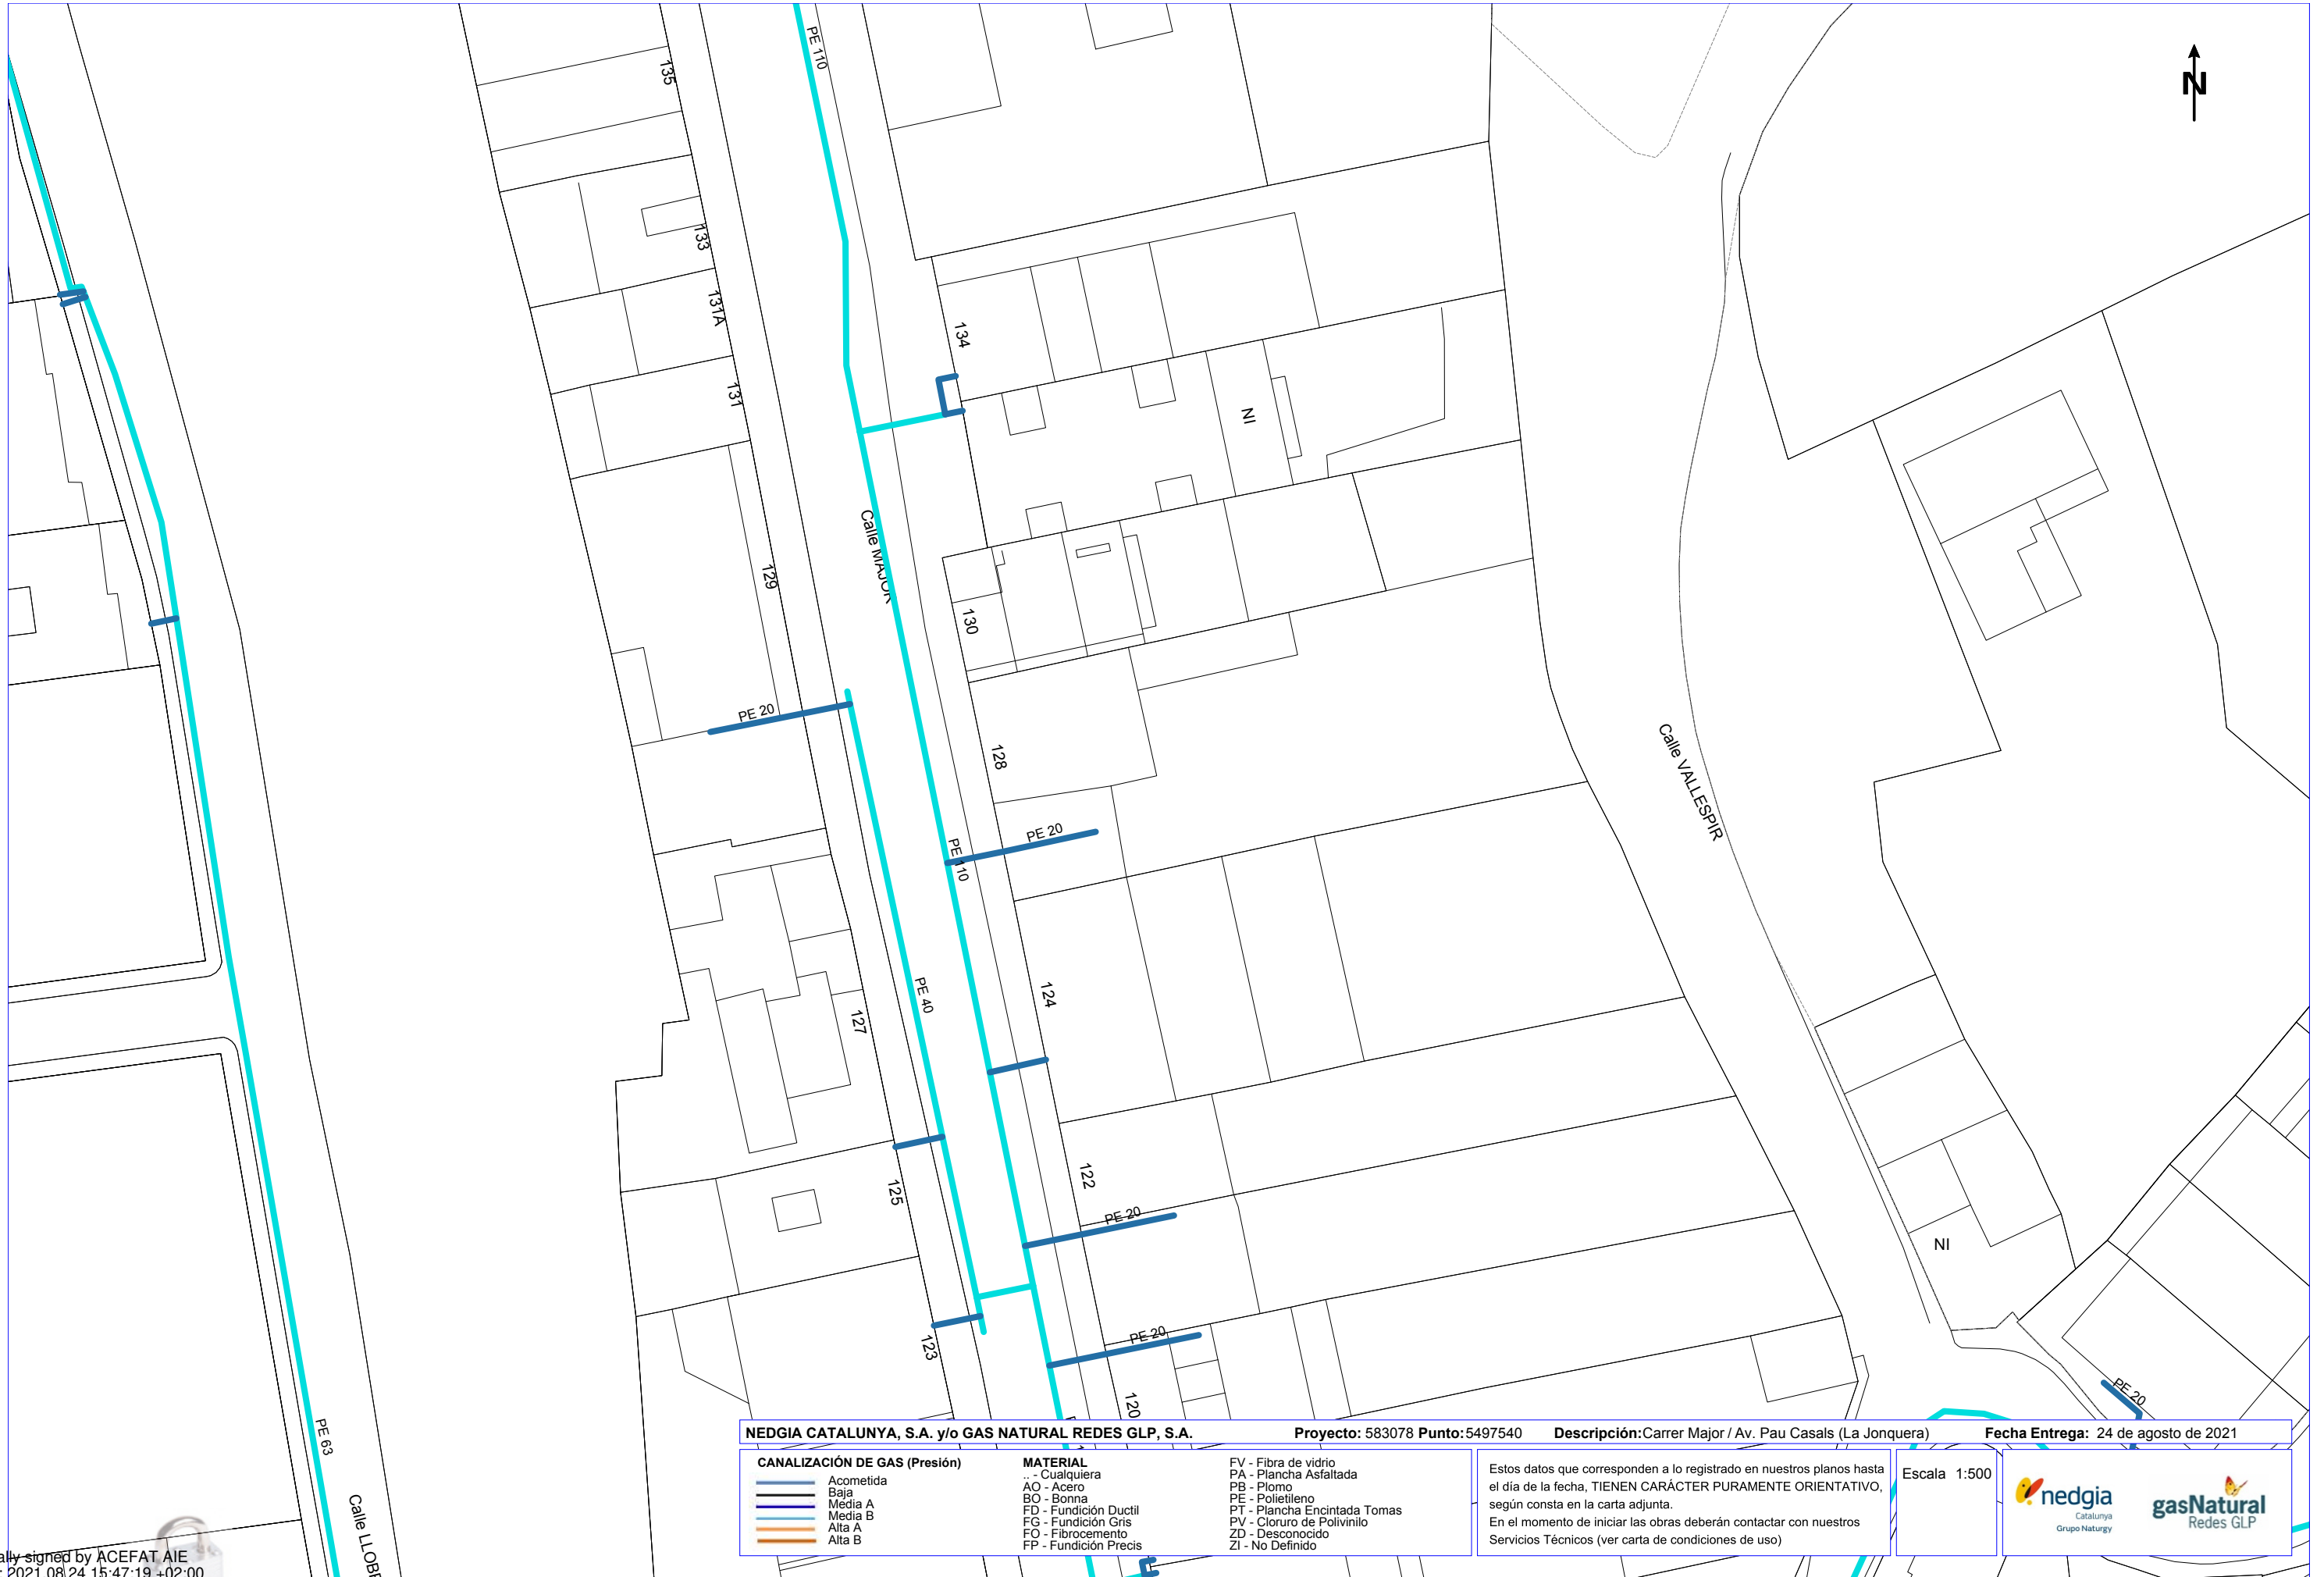 PE 110
135
N
133
131A
134
131
NI
Calle MAJOR
129
130
PE 20
128
Calle VALLESPIR
PE 20
PE 110
PE 40
124
127
122
125
PE 20
NI
PE 20
123
PE 20
120
PE 63
Calle
NEDGIA CATALUNYA, S.A. y/o GAS NATURAL REDES GLP, S.A. Proyecto: 583078 Punto:5497540 Descripción:Carrer Major / Av. Pau Casals (La Jonquera) Fecha Entrega: 24 de agosto de 2021
CANALIZACIÓN DE GAS (Presión)
Acometida
Baja
Media A
Media B
Alta A
Alta B
MATERIAL
.. - Cualquiera
AO - Acero
BO - Bonna
FD - Fundición Ductil
FG - Fundición Gris
FO - Fibrocemento
FP - Fundición Precis
FV - Fibra de vidrio
PA - Plancha Asfaltada
PB - Plomo
PE - Polietileno
PT - Plancha Encintada Tomas
PV - Cloruro de Polivinilo
ZD - Desconocido
ZI - No Definido
Estos datos que corresponden a lo registrado en nuestros planos hasta
el día de la fecha, TIENEN CARÁCTER PURAMENTE ORIENTATIVO,
según consta en la carta adjunta.
En el momento de iniciar las obras deberán contactar con nuestros
Servicios Técnicos (ver carta de condiciones de uso)
Escala 1:500
nedgia
Catalunya
Grupo Naturgy
gasNatural
Redes GLP
signed by ACEFAT AIE
2021.08.24 15:47:19 +02:00